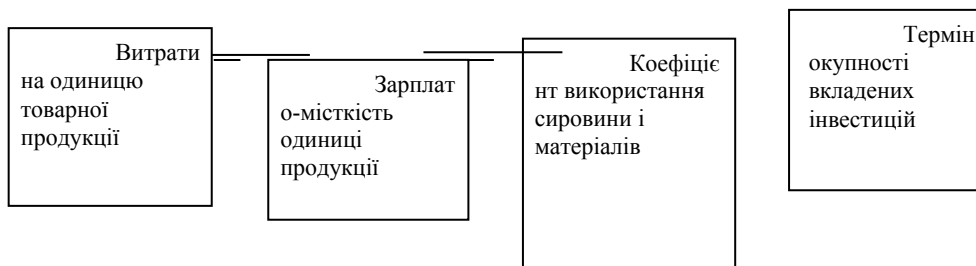 Витрати
на одиницю
товарної
продукції
Зарплат
о-місткість
одиниці
продукції
Коефіціє
нт використання
сировини і
матеріалів
Термін
окупності
вкладених
інвестицій